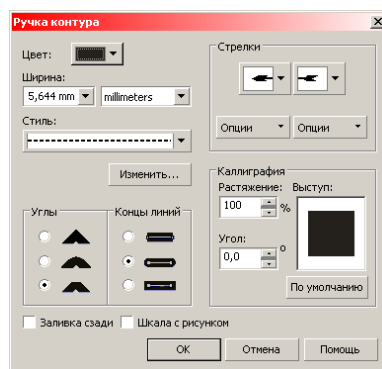 Ручка контура
Цвет:
Ширина:
5,644 mm millimeters
Стиль:
Изменить...
Углы
Концы линий
Стрелки
Опции Опции
Каллиграфия
Растяжение: Выступ:
100 %
Угол:
0,0 °
По умолчанию
Заливка сзади Шкала с рисунком
OK Отмена Помощь